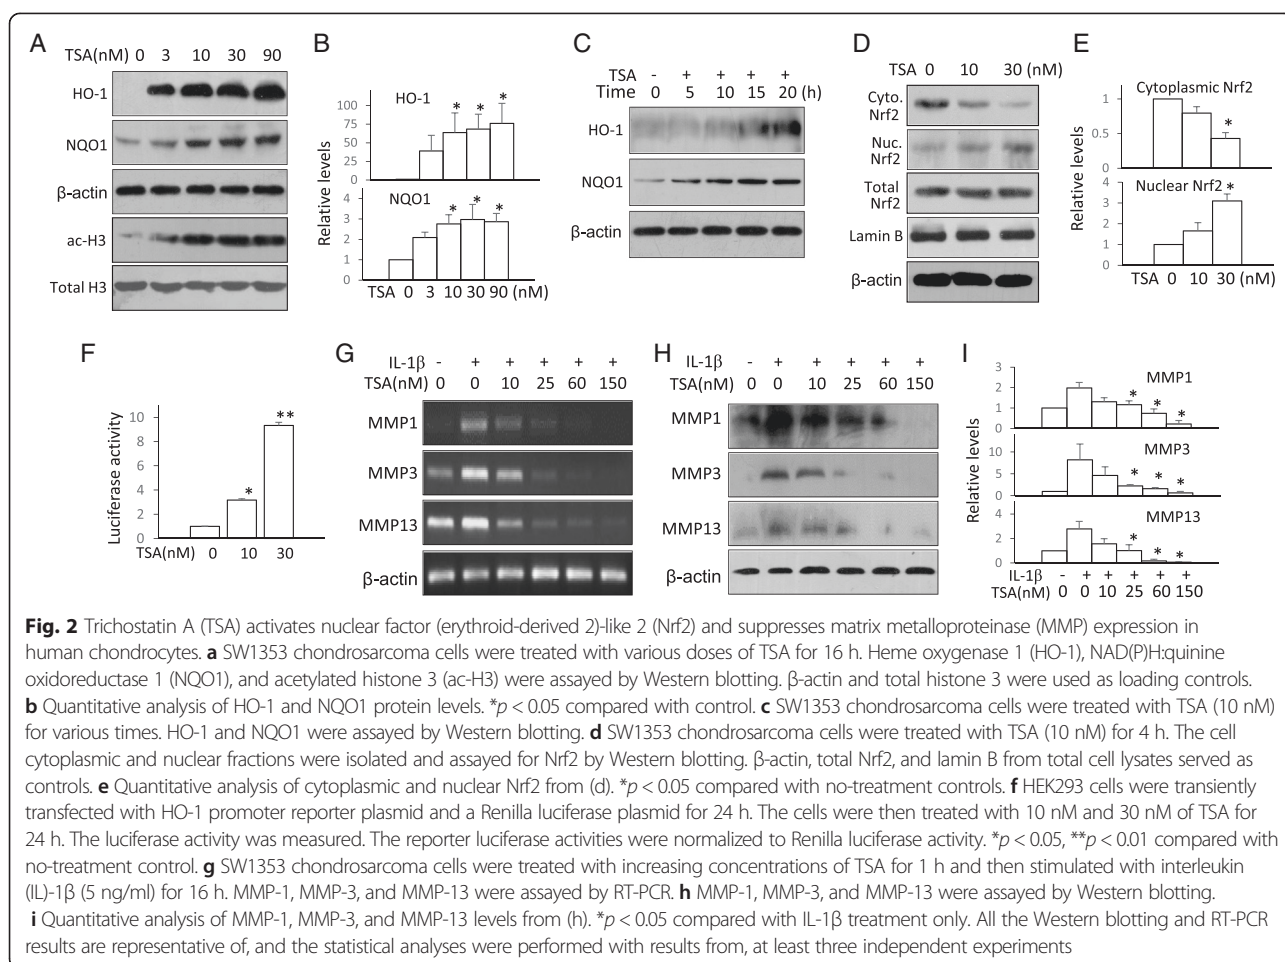 A
TSA(nM) 0 3 10 30 90
HO-1
NQO1
β-actin
ac-H3
Total H3
B
HO-1
100
75
50
25
0
* * *
NQO1
4
3
2
1
0
* * *
Relative levels
TSA 0 3 10 30 90 (nM)
C
TSA - + + + +
Time 0 5 10 15 20 (h)
HO-1
NQO1
β-actin
D
TSA 0 10 30 (nM)
Cyto.
Nrf2
Nuc.
Nrf2
Total
Nrf2
Lamin B
β-actin
E
Cytoplasmic Nrf2
1
0.5
0
*
Nuclear Nrf2
4
3
2
1
0
*
Relative levels
TSA 0 10 30 (nM)
F
Luciferase activity
10
8
6
4
2
0
* **
TSA(nM) 0 10 30
G
IL-1β - + + + + +
TSA(nM) 0 0 10 25 60 150
MMP1
MMP3
MMP13
β-actin
H
IL-1β - + + + + +
TSA(nM) 0 0 10 25 60 150
MMP1
MMP3
MMP13
β-actin
I
MMP1
3
2
1
0
* * *
MMP3
10
5
0
* * *
MMP13
4
2
0
* * *
Relative levels
IL-1β - + + + + +
TSA(nM) 0 0 10 25 60 150
Fig. 2 Trichostatin A (TSA) activates nuclear factor (erythroid-derived 2)-like 2 (Nrf2) and suppresses matrix metalloproteinase (MMP) expression in
human chondrocytes. a SW1353 chondrosarcoma cells were treated with various doses of TSA for 16 h. Heme oxygenase 1 (HO-1), NAD(P)H:quinine
oxidoreductase 1 (NQO1), and acetylated histone 3 (ac-H3) were assayed by Western blotting. β-actin and total histone 3 were used as loading controls.
b Quantitative analysis of HO-1 and NQO1 protein levels. *p < 0.05 compared with control. c SW1353 chondrosarcoma cells were treated with TSA (10 nM)
for various times. HO-1 and NQO1 were assayed by Western blotting. d SW1353 chondrosarcoma cells were treated with TSA (10 nM) for 4 h. The cell
cytoplasmic and nuclear fractions were isolated and assayed for Nrf2 by Western blotting. β-actin, total Nrf2, and lamin B from total cell lysates served as
controls. e Quantitative analysis of cytoplasmic and nuclear Nrf2 from (d). *p < 0.05 compared with no-treatment controls. f HEK293 cells were transiently
transfected with HO-1 promoter reporter plasmid and a Renilla luciferase plasmid for 24 h. The cells were then treated with 10 nM and 30 nM of TSA for
24 h. The luciferase activity was measured. The reporter luciferase activities were normalized to Renilla luciferase activity. *p < 0.05, **p < 0.01 compared with
no-treatment control. g SW1353 chondrosarcoma cells were treated with increasing concentrations of TSA for 1 h and then stimulated with interleukin
(IL)-1β (5 ng/ml) for 16 h. MMP-1, MMP-3, and MMP-13 were assayed by RT-PCR. h MMP-1, MMP-3, and MMP-13 were assayed by Western blotting.
i Quantitative analysis of MMP-1, MMP-3, and MMP-13 levels from (h). *p < 0.05 compared with IL-1β treatment only. All the Western blotting and RT-PCR
results are representative of, and the statistical analyses were performed with results from, at least three independent experiments